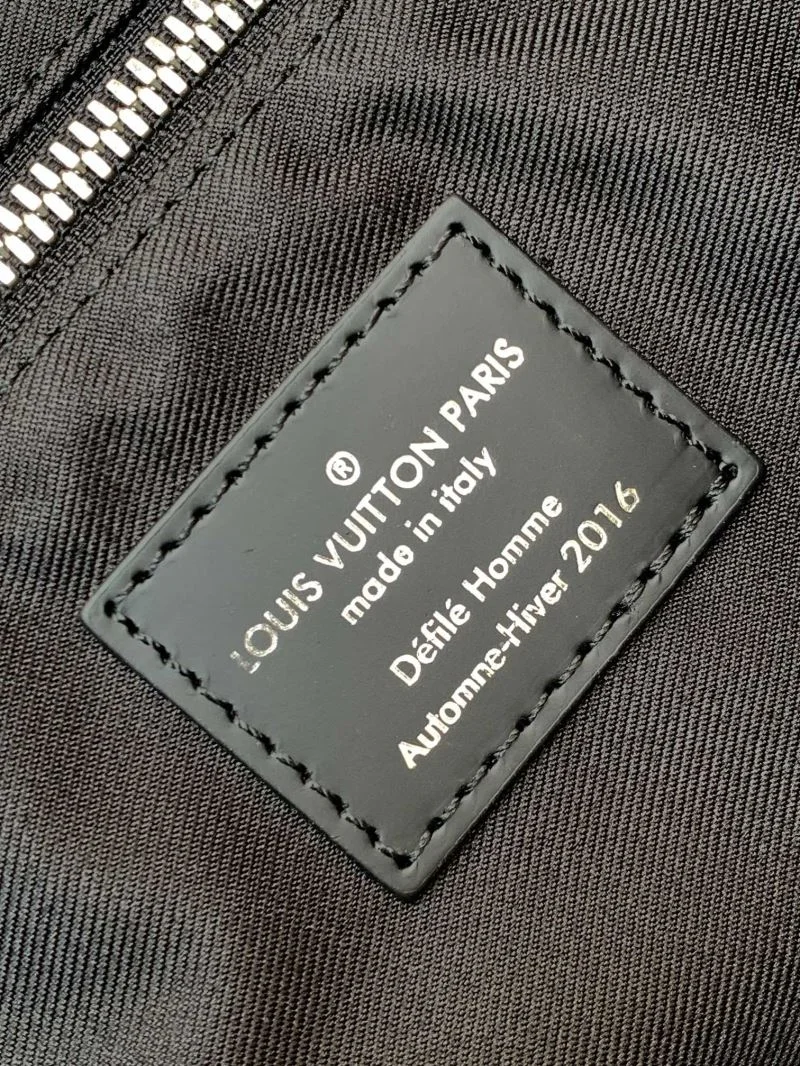 ®
LOUIS VUITTON PARIS
made in italy
Défilé Homme
Automne-Hiver 2016